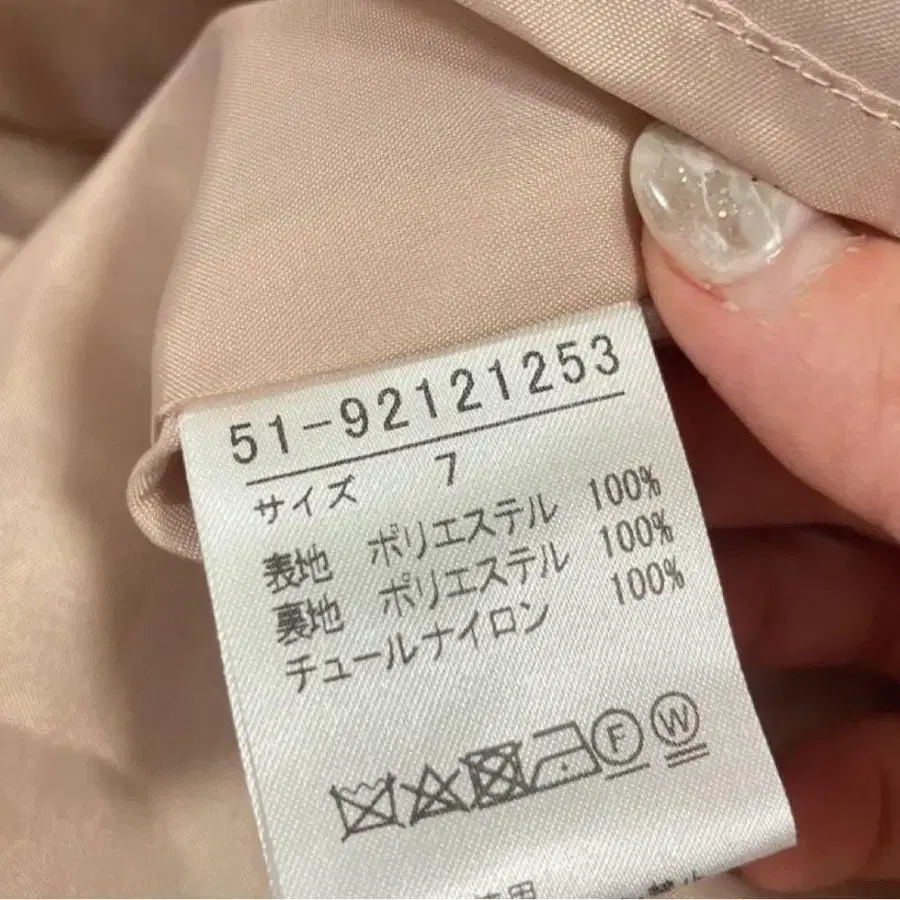 51-92121253
サイズ 7
表地 ポリエステル 100%
裏地 ポリエステル 100%
チュールナイロン 100%
F W